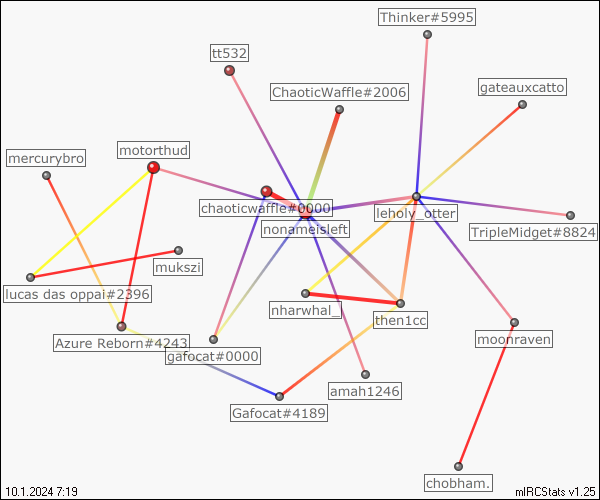 Thinker#5995
tt532
ChaoticWaffle#2006
gateauxcatto
motorthud
mercurybro
chaoticwaffle#0000
leholy_otter
nonameisleft
TripleMidget#8824
mukszi
lucas das oppai#2396
nharwhal_
then1cc
Azure Reborn#4243
moonraven
gafocat#0000
amah1246
Gafocat#4189
chobham.
10.1.2024 7:19
mIRCStats v1.25